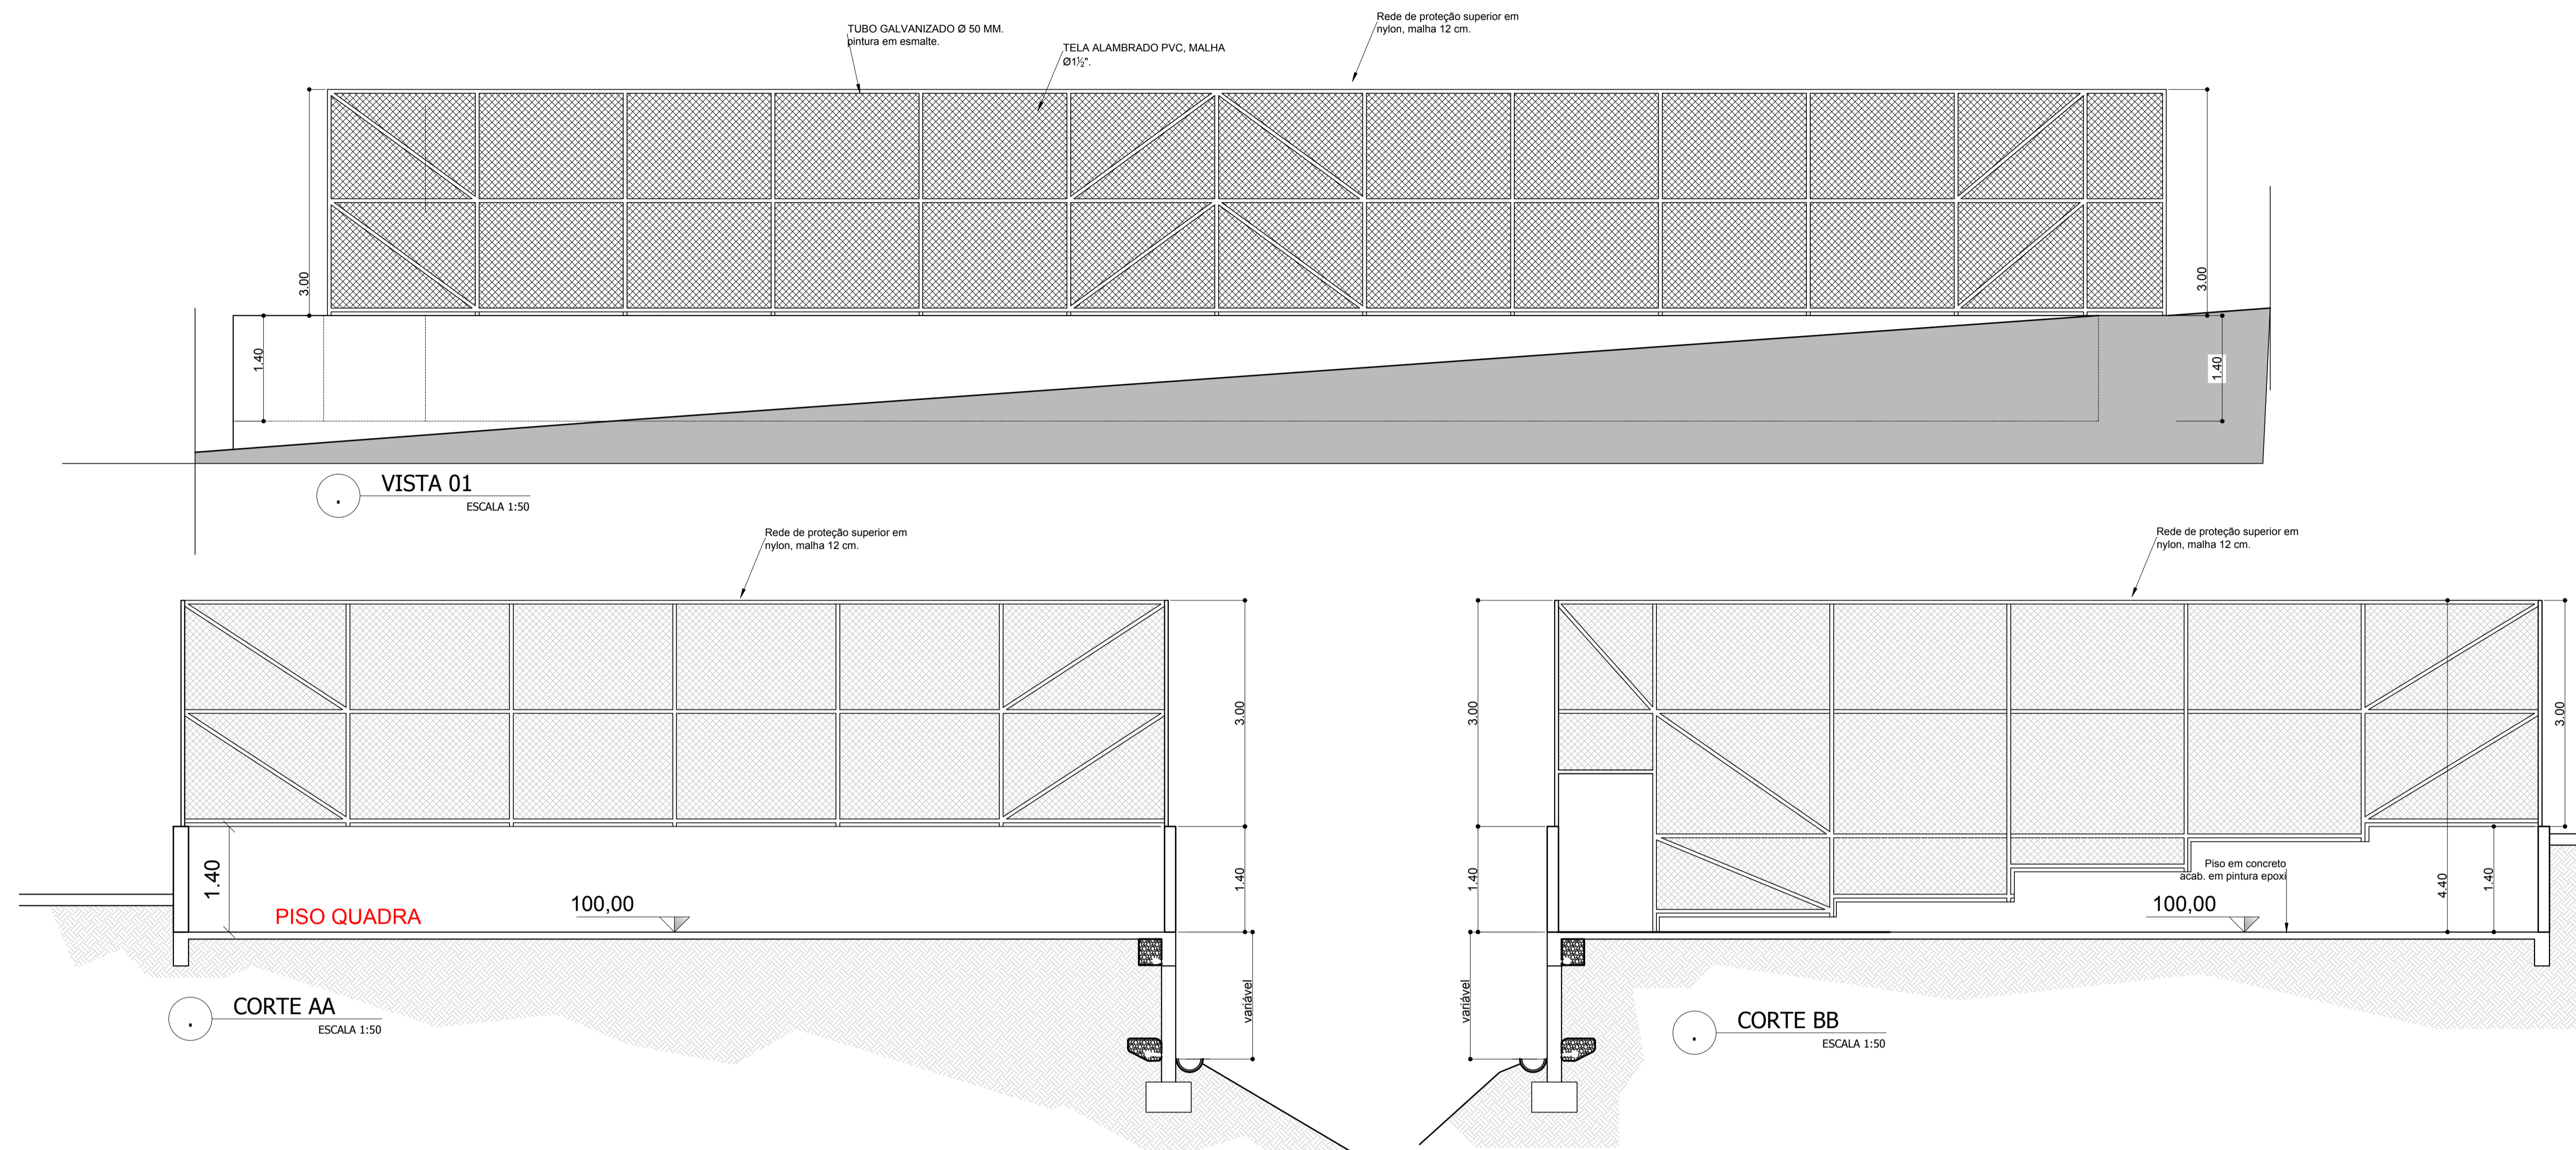 Rede de proteção superior em
nylon, malha 12 cm.
TUBO GALVANIZADO Ø 50 MM.
pintura em esmalte.
TELA ALAMBRADO PVC, MALHA
Ø1½".
3.00
3.00
1.40
1.40
VISTA 01
.
ESCALA 1:50
Rede de proteção superior em
nylon, malha 12 cm.
3.00
1.40
1.40
PISO QUADRA
100,00
variável
CORTE AA
.
ESCALA 1:50
Rede de proteção superior em
nylon, malha 12 cm.
3.00
3.00
1.40
4.40
1.40
Piso em concreto
acab. em pintura epoxi
100,00
variável
CORTE BB
.
ESCALA 1:50